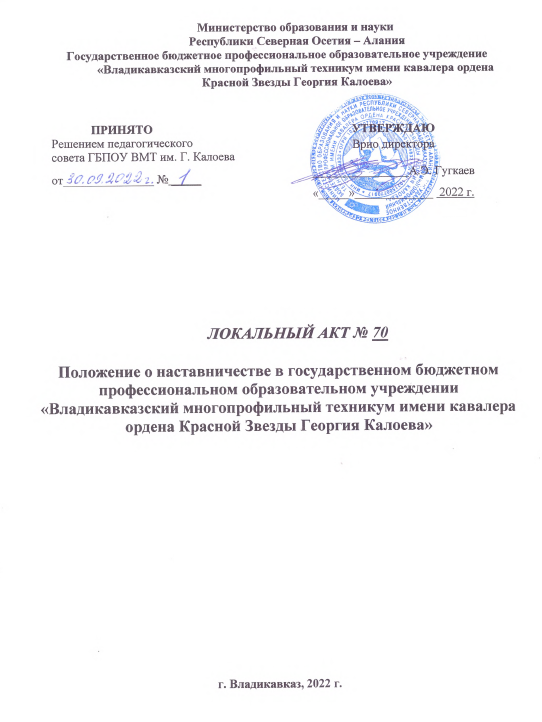 Министерство образования и науки
Республики Северная Осетия – Алания
Государственное бюджетное профессиональное образовательное учреждение
«Владикавказский многопрофильный техникум имени кавалера ордена
Красной Звезды Георгия Калоева»
ПРИНЯТО
Решением педагогического
совета ГБПОУ ВМТ им. Г. Калоева
от 30.09.2022 г. № 1
УТВЕРЖДАЮ
Врио директора
Гугкаев
« » 2022 г.
ЛОКАЛЬНЫЙ АКТ № 70
Положение о наставничестве в государственном бюджетном
профессиональном образовательном учреждении
«Владикавказский многопрофильный техникум имени кавалера
ордена Красной Звезды Георгия Калоева»
г. Владикавказ, 2022 г.